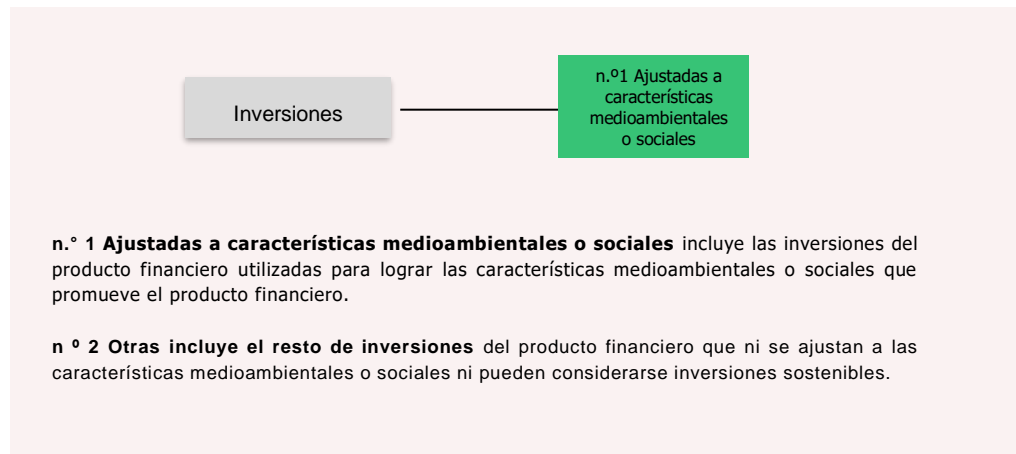 Inversiones
n.º1 Ajustadas a
características
medioambientales
o sociales
n.° 1 Ajustadas a características medioambientales o sociales incluye las inversiones del
producto financiero utilizadas para lograr las características medioambientales o sociales que
promueve el producto financiero.
n º 2 Otras incluye el resto de inversiones del producto financiero que ni se ajustan a las
características medioambientales o sociales ni pueden considerarse inversiones sostenibles.